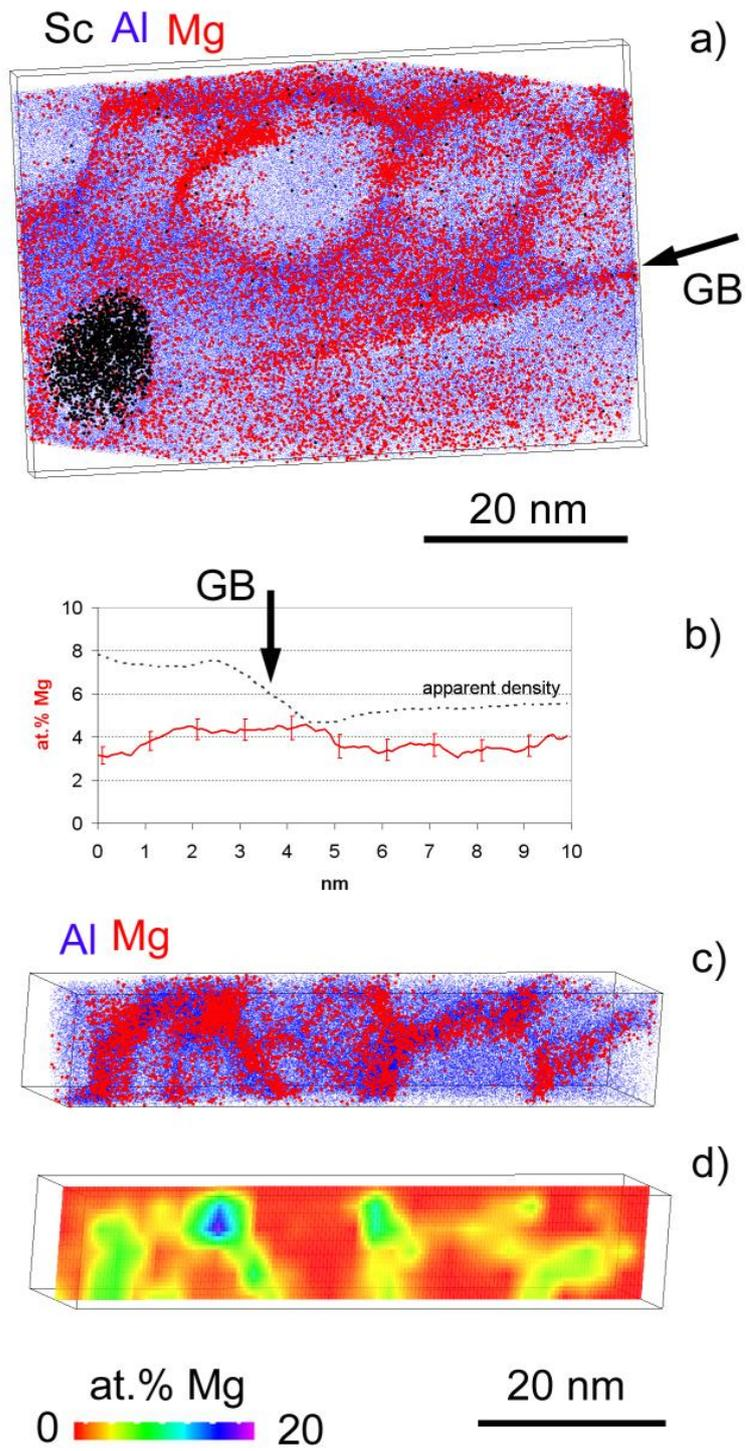 Sc Al Mg
a)
GB
20 nm
GB
b)
10
8
6
4
2
0
at.% Mg
apparent density
0 1 2 3 4 5 6 7 8 9 10
nm
Al Mg
c)
d)
at.% Mg
0 20
20 nm